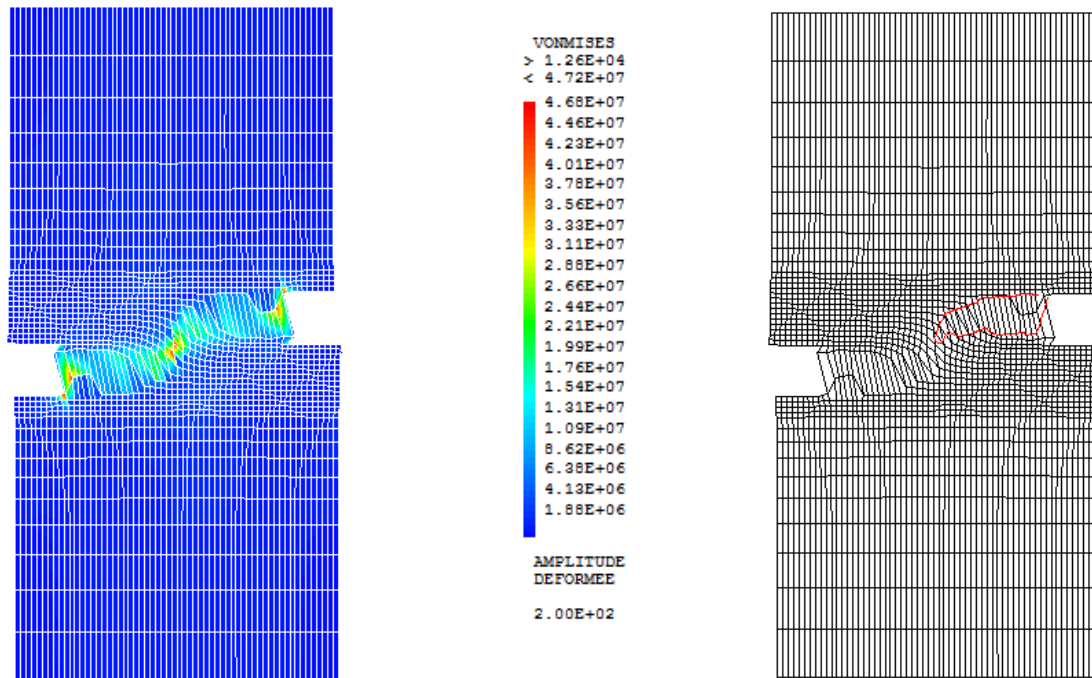 VONMISES
> 1.26E+04
< 4.72E+07
4.68E+07
4.46E+07
4.23E+07
4.01E+07
3.78E+07
3.56E+07
3.33E+07
3.11E+07
2.88E+07
2.66E+07
2.44E+07
2.21E+07
1.99E+07
1.76E+07
1.54E+07
1.31E+07
1.09E+07
8.62E+06
6.38E+06
4.13E+06
1.88E+06
AMPLITUDE
DEFORMEE
2.00E+02